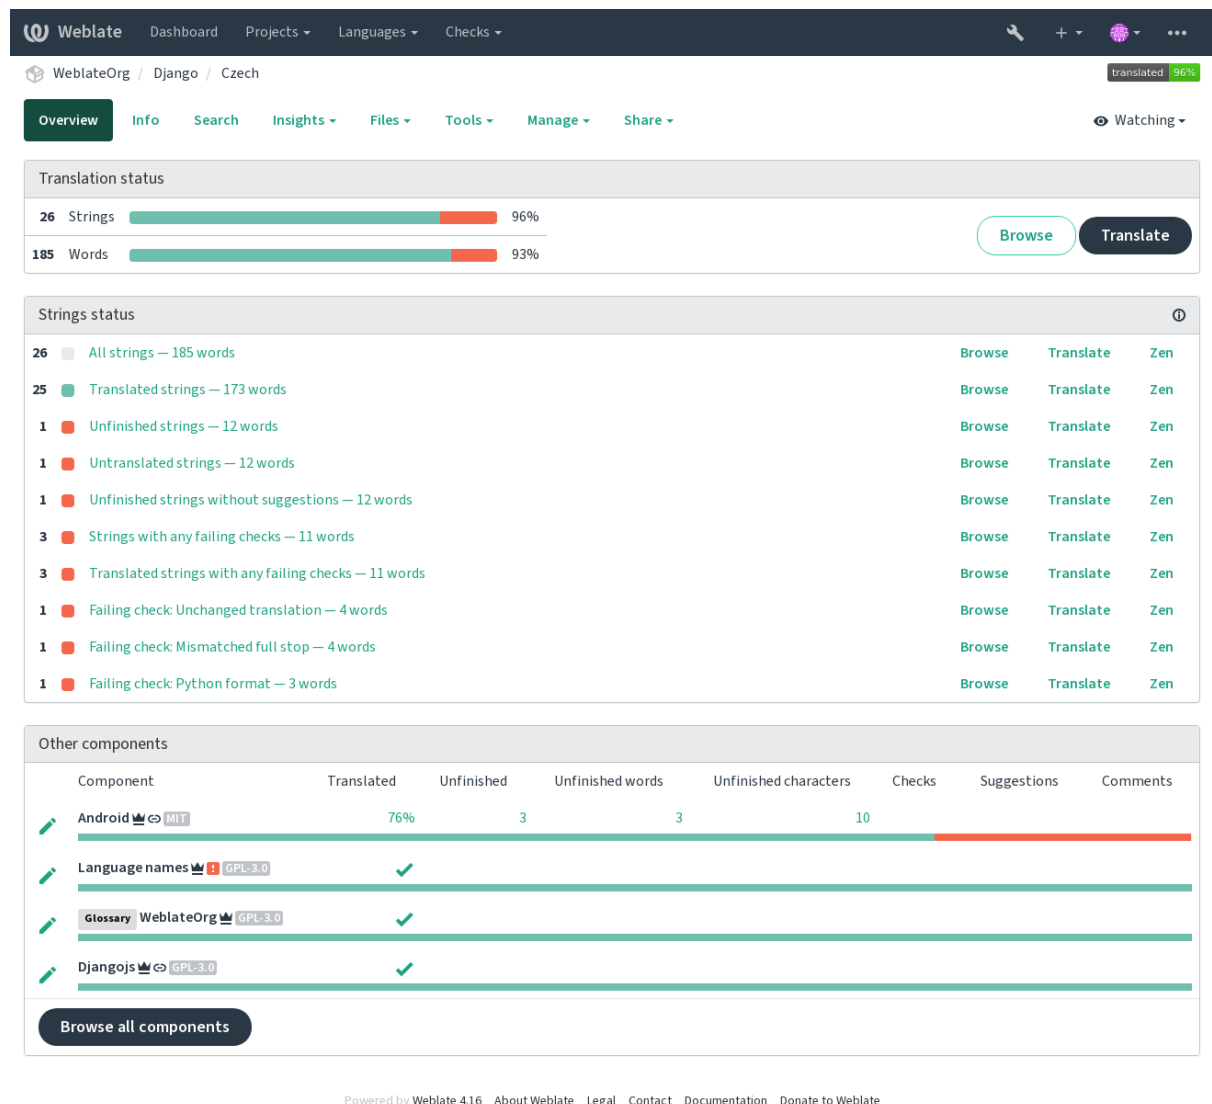 Weblate Dashboard Projects Languages Checks
WeblateOrg / Django / Czech translated 96%
Overview Info Search Insights Files Tools Manage Share Watching
Translation status
26 Strings 96%
185 Words 93%
Browse Translate
Strings status
26 All strings — 185 words Browse Translate Zen
25 Translated strings — 173 words Browse Translate Zen
1 Unfinished strings — 12 words Browse Translate Zen
1 Untranslated strings — 12 words Browse Translate Zen
1 Unfinished strings without suggestions — 12 words Browse Translate Zen
3 Strings with any failing checks — 11 words Browse Translate Zen
3 Translated strings with any failing checks — 11 words Browse Translate Zen
1 Failing check: Unchanged translation — 4 words Browse Translate Zen
1 Failing check: Mismatched full stop — 4 words Browse Translate Zen
1 Failing check: Python format — 3 words Browse Translate Zen
Other components
Component Translated Unfinished Unfinished words Unfinished characters Checks Suggestions Comments
Android MIT 76% 3 3 10
Language names GPL-3.0
Glossary WeblateOrg GPL-3.0
Djangojs GPL-3.0
Browse all components
Powered by Weblate 4.16 About Weblate Legal Contact Documentation Donate to Weblate